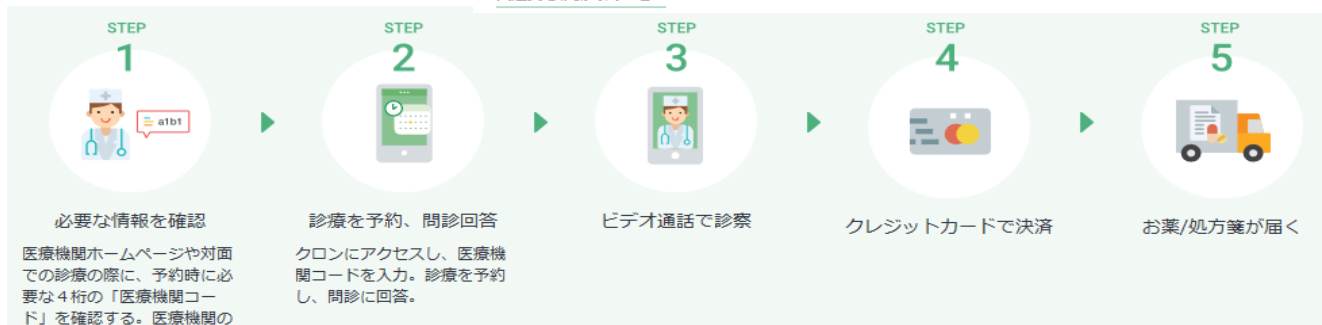 STEP
1
a1b1
必要な情報を確認
医療機関ホームページや対面
での診療の際に、予約時に必
要な４桁の「医療機関コー
ド」を確認する。医療機関の
STEP
2
診療を予約、問診回答
クロンにアクセスし、医療機
関コードを入力。診療を予約
し、問診に回答。
STEP
3
ビデオ通話で診察
STEP
4
クレジットカードで決済
STEP
5
お薬/処方箋が届く